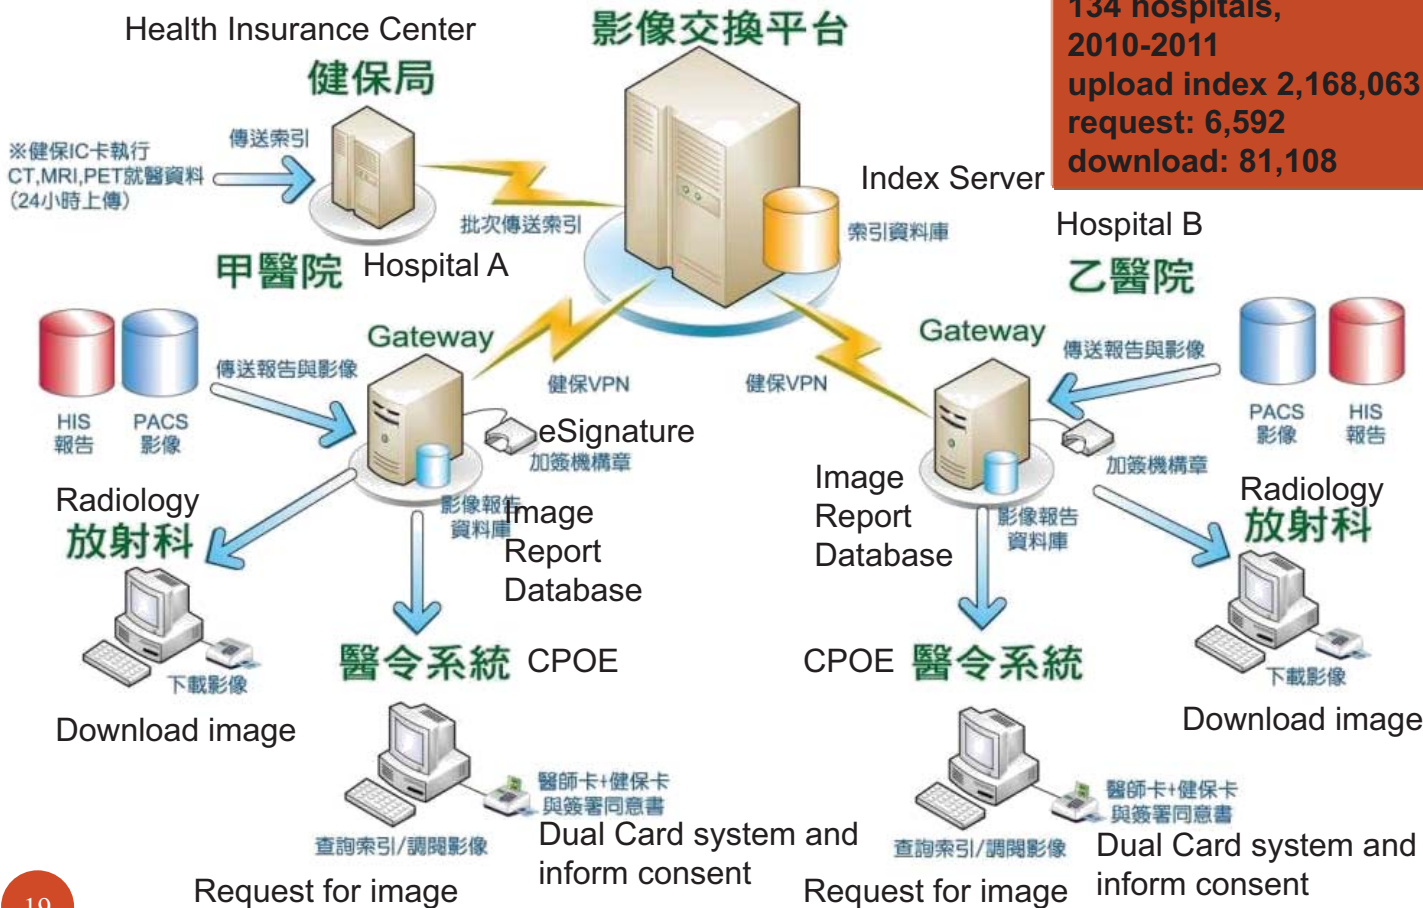 Health Insurance Center
健保局
影像交換平台
134 hospitals,
2010-2011
upload index 2,168,063
request: 6,592
download: 81,108
※健保IC卡執行
CT,MRI,PET就醫資料
(24小時上傳)
傳送索引
批次傳送索引
Index Server
索引資料庫
甲醫院 Hospital A
Hospital B
乙醫院
HIS
報告
PACS
影像
傳送報告與影像
Gateway
健保VPN
eSignature
加簽機構章
影像報告
資料庫
Image
Report
Database
健保VPN
Gateway
傳送報告與影像
PACS
影像
HIS
報告
加簽機構章
Image
Report
Database
影像報告
資料庫
Radiology
放射科
下載影像
Download image
Radiology
放射科
下載影像
Download image
醫令系統 CPOE
醫師卡+健保卡
與簽署同意書
查詢索引/調閱影像
Dual Card system and
inform consent
Request for image
CPOE 醫令系統
醫師卡+健保卡
與簽署同意書
查詢索引/調閱影像
Dual Card system and
inform consent
Request for image
19